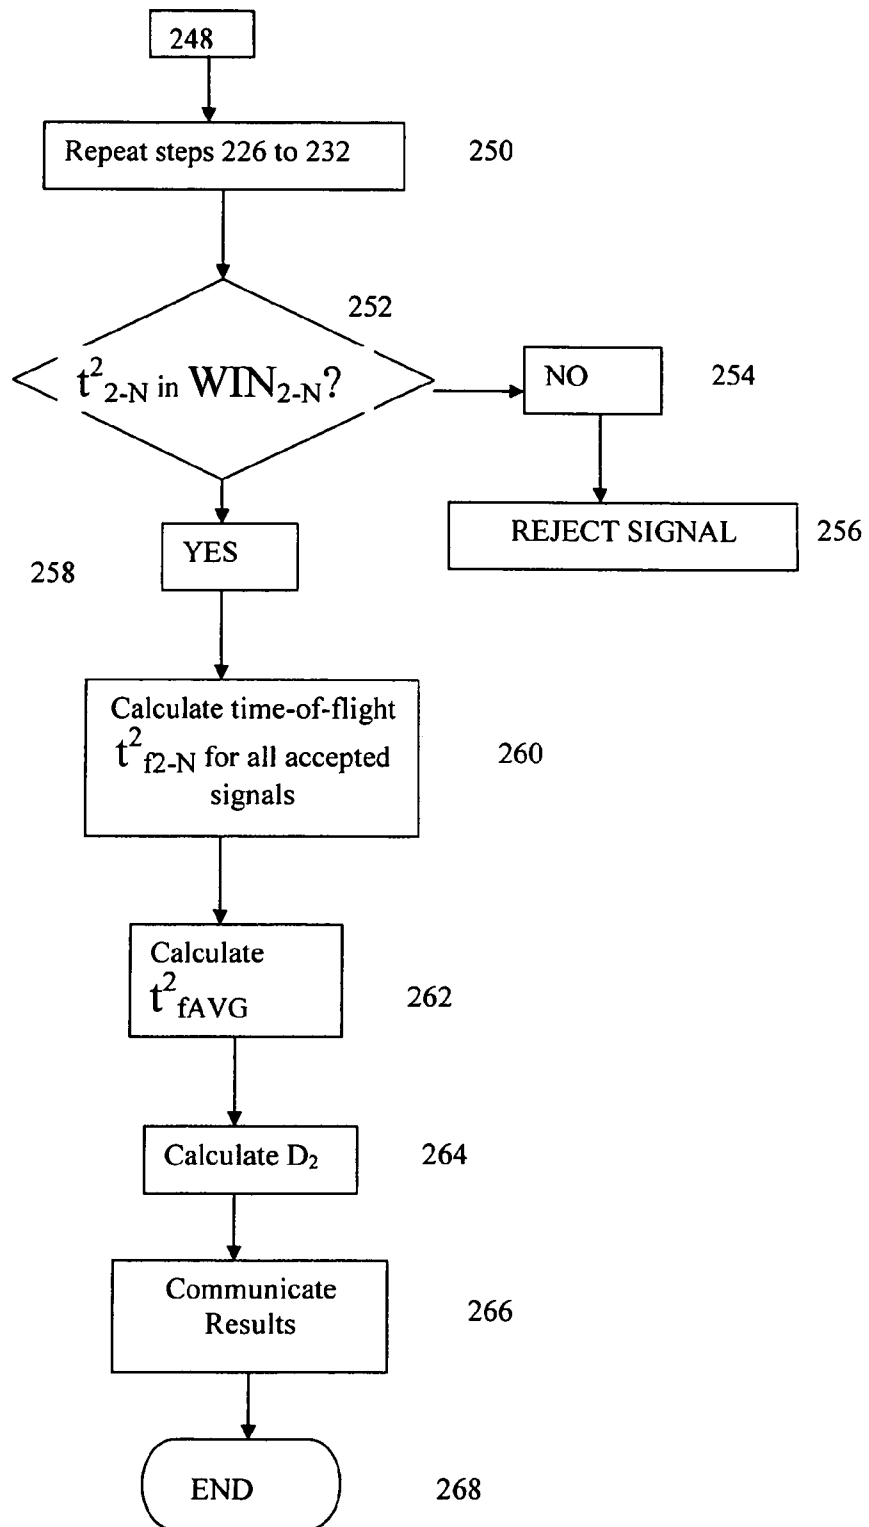 248
Repeat steps 226 to 232
250
252
t²₂₋N in WIN₂₋N?
NO
254
REJECT SIGNAL
256
YES
258
Calculate time-of-flight
t²f2-N for all accepted
signals
260
Calculate
t²fAVG
262
Calculate D₂
264
Communicate
Results
266
END
268